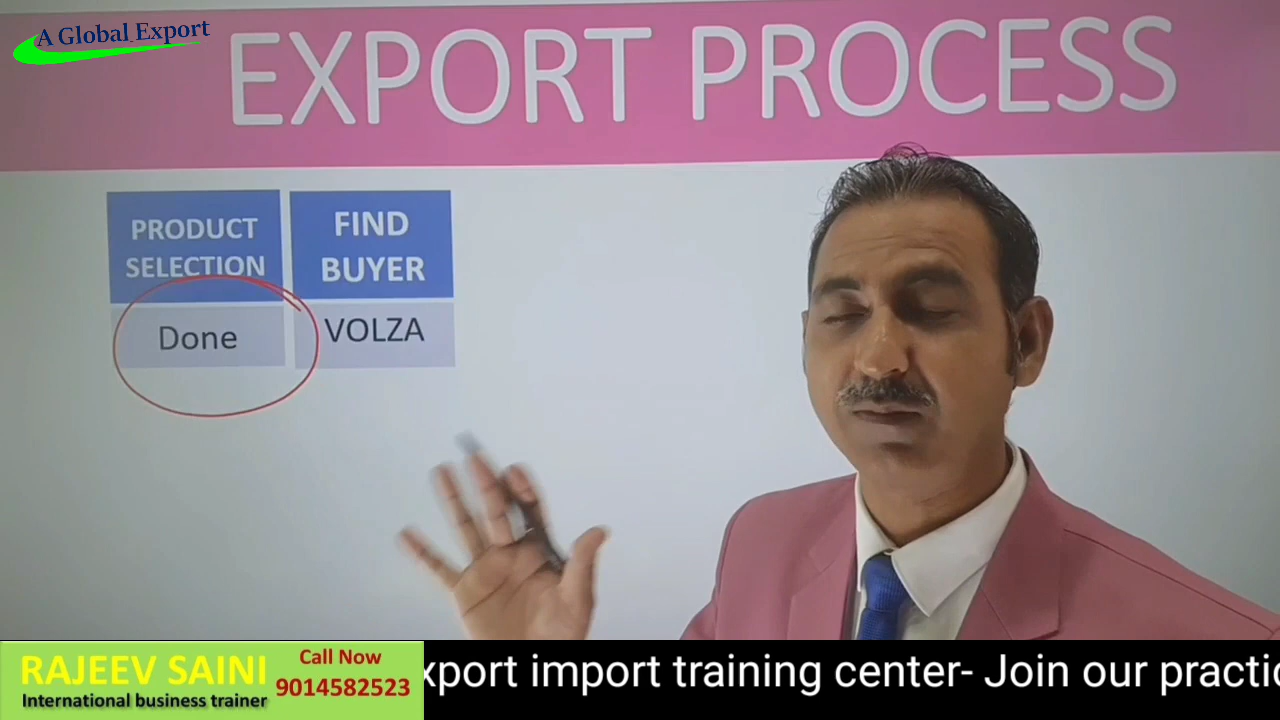 A Global Export
EXPORT PROCESS
PRODUCT
SELECTION
FIND
BUYER
Done
VOLZA
RAJEEV SAINI
International business trainer
Call Now
9014582523
xport import training center- Join our practic